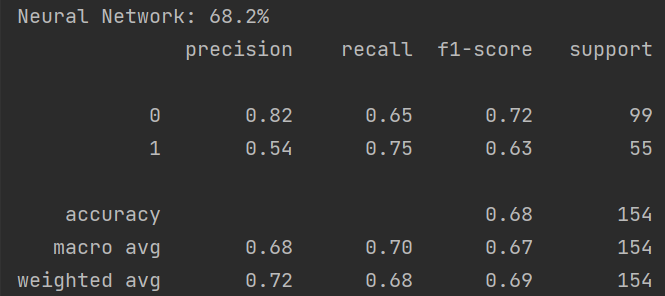 Neural Network: 68.2%
precision recall f1-score support
0 0.82 0.65 0.72 99
1 0.54 0.75 0.63 55
accuracy 0.68 154
macro avg 0.68 0.70 0.67 154
weighted avg 0.72 0.68 0.69 154